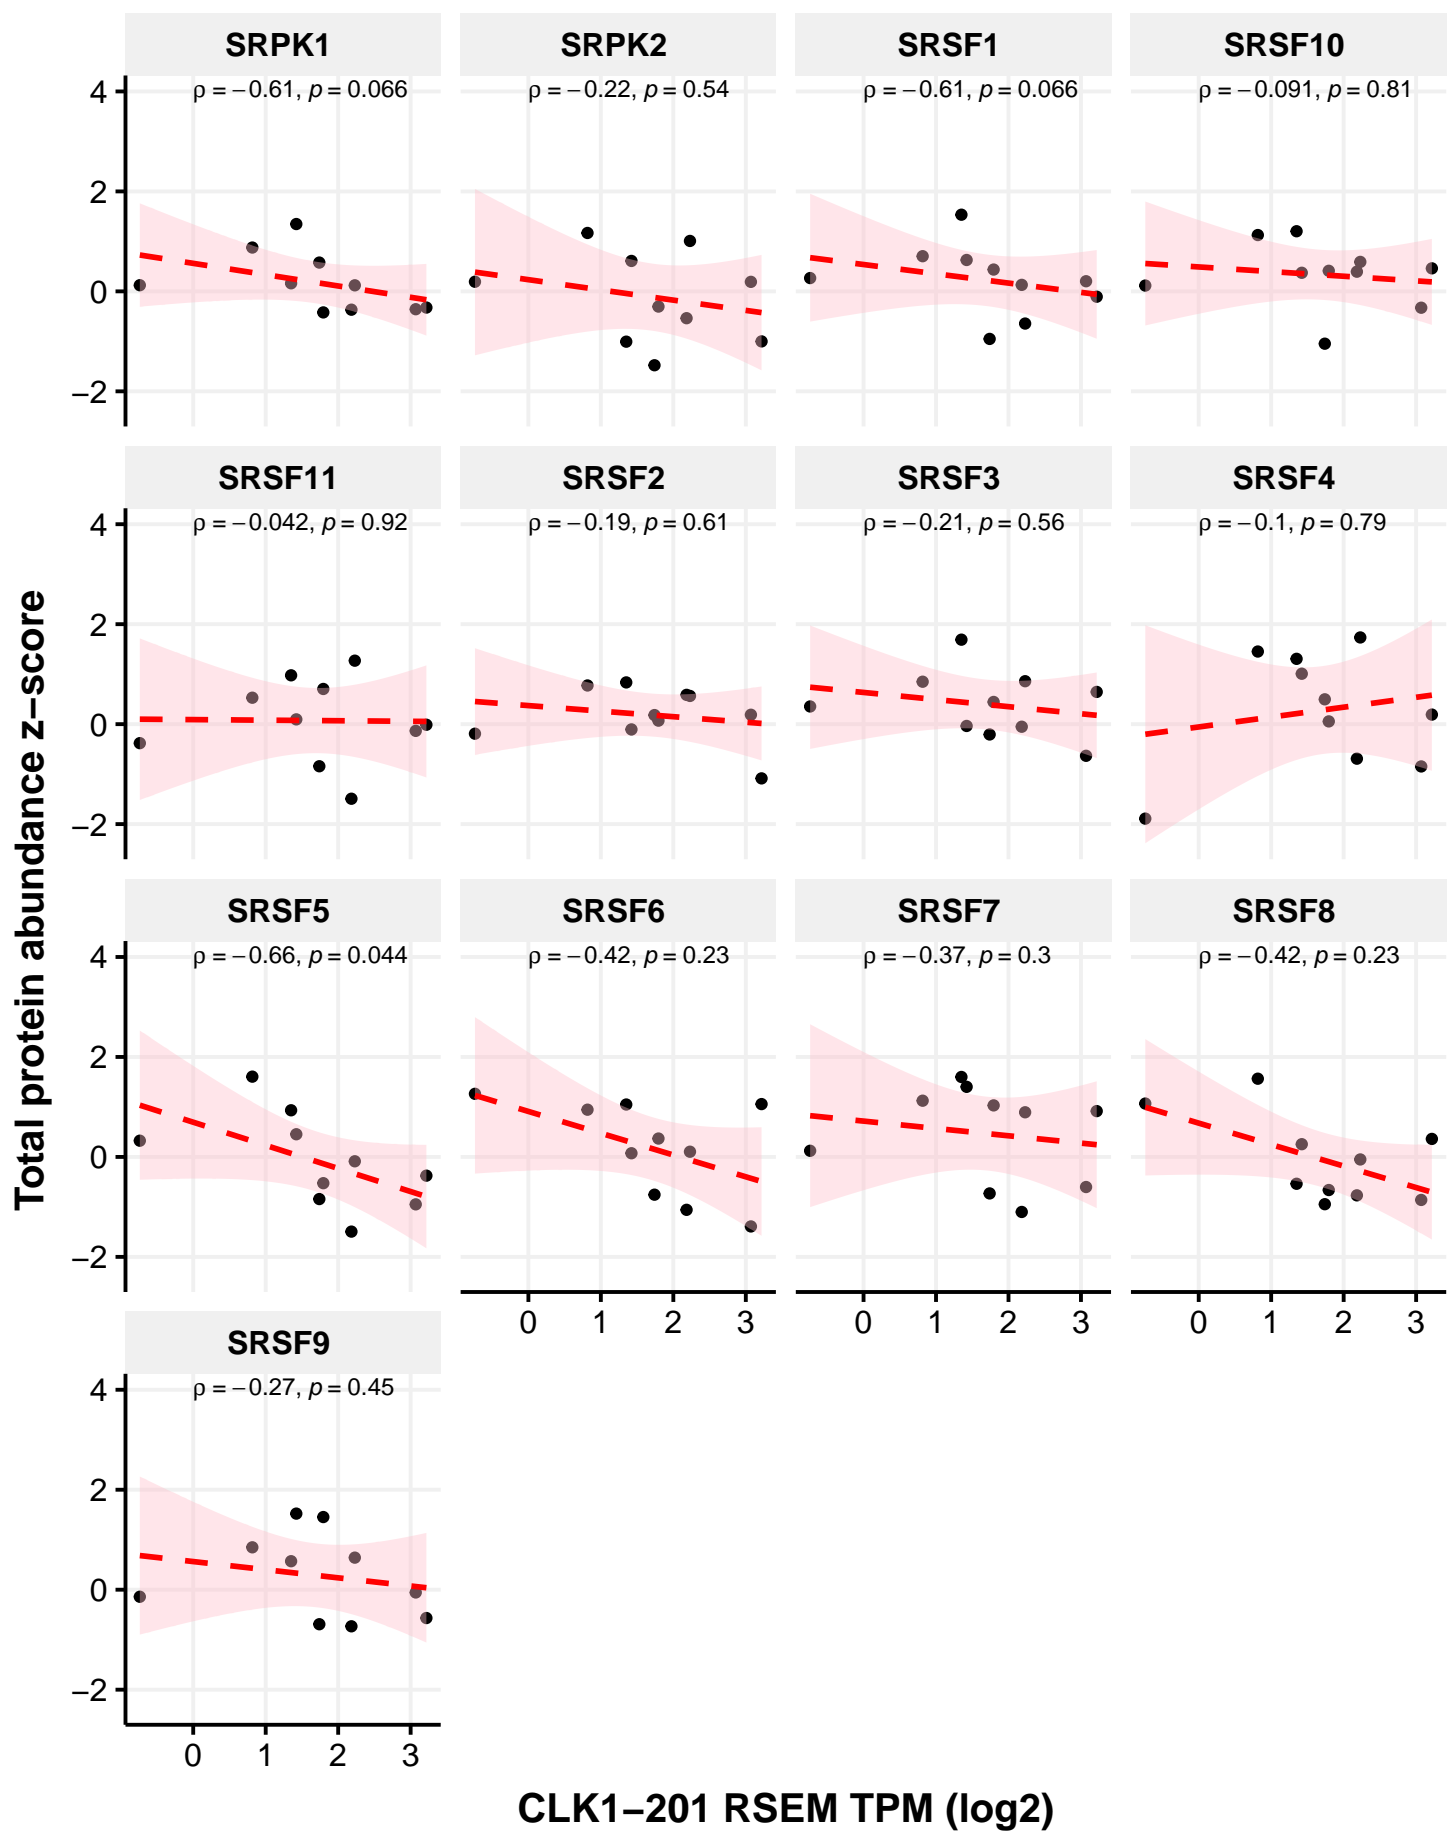 SRPK1 SRPK2 SRSF1 SRSF10
ρ = −0.61, p = 0.066 ρ = −0.22, p = 0.54 ρ = −0.61, p = 0.066 ρ = −0.091, p = 0.81
4
2
0
−2
SRSF11 SRSF2 SRSF3 SRSF4
ρ = −0.042, p = 0.92 ρ = −0.19, p = 0.61 ρ = −0.21, p = 0.56 ρ = −0.1, p = 0.79
4
2
0
−2
SRSF5 SRSF6 SRSF7 SRSF8
ρ = −0.66, p = 0.044 ρ = −0.42, p = 0.23 ρ = −0.37, p = 0.3 ρ = −0.42, p = 0.23
4
2
0
−2
0 1 2 3 0 1 2 3 0 1 2 3
SRSF9
ρ = −0.27, p = 0.45
4
2
0
−2
0 1 2 3
Total protein abundance z−score
CLK1−201 RSEM TPM (log2)